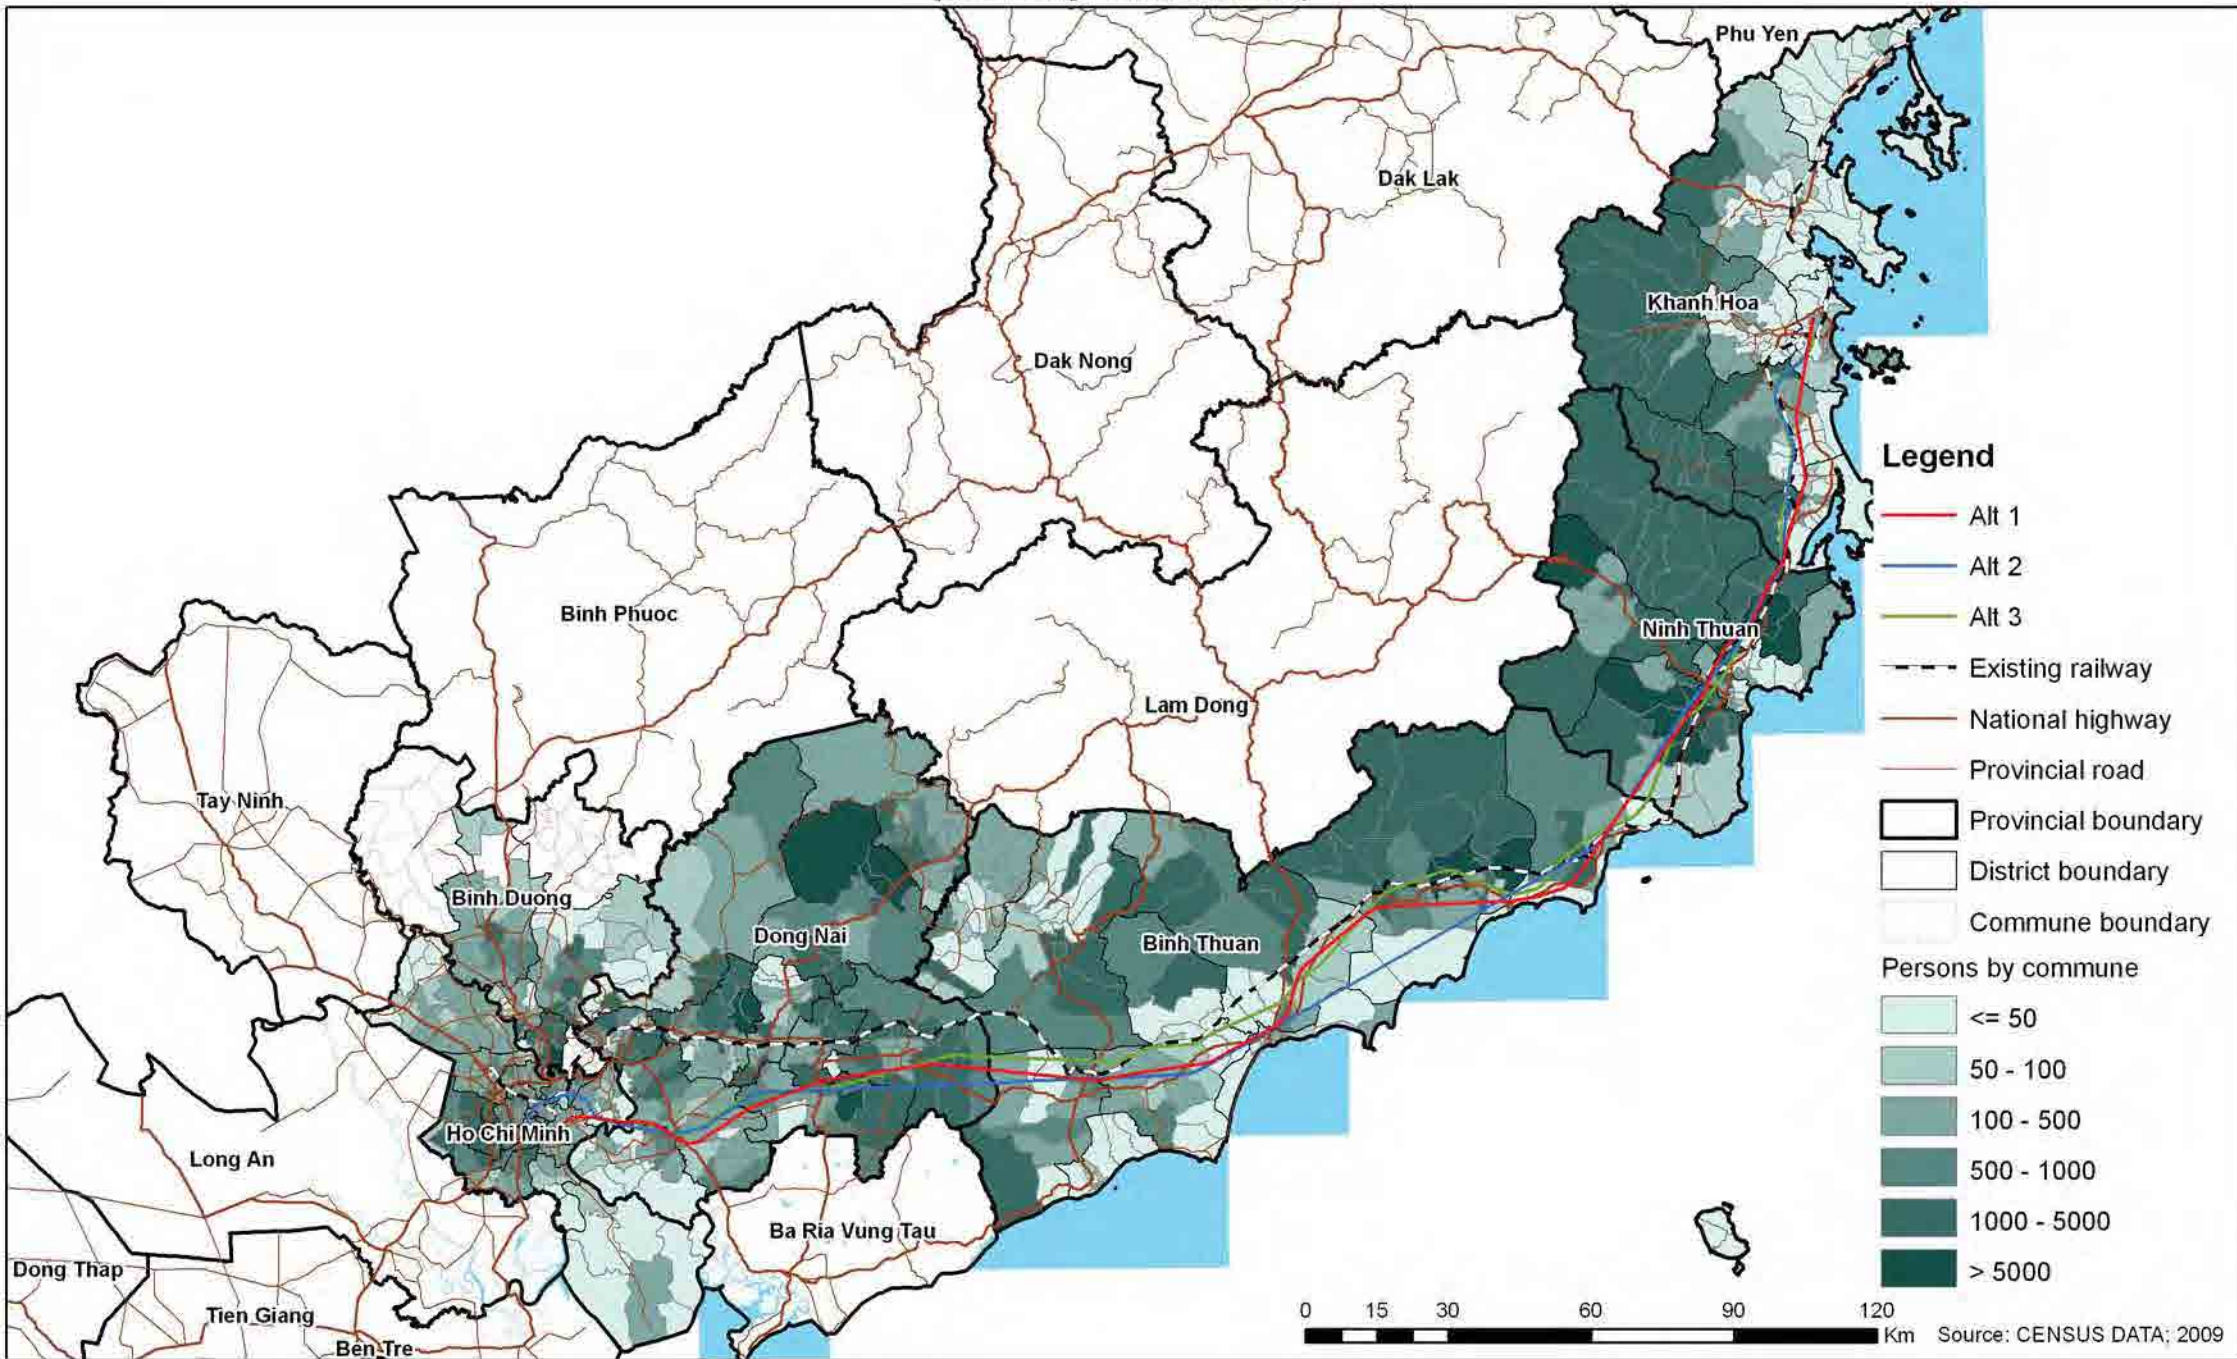 Phu Yen
Dak Lak
Khanh Hoa
Dak Nong
Binh Phuoc
Ninh Thuan
Lam Dong
Tay Ninh
Binh Duong
Dong Nai
Binh Thuan
Ho Chi Minh
Long An
Ba Ria Vung Tau
Dong Thap
Tien Giang
Ben Tre
Legend
Alt 1
Alt 2
Alt 3
Existing railway
National highway
Provincial road
Provincial boundary
District boundary
Commune boundary
Persons by commune
<= 50
50 - 100
100 - 500
500 - 1000
1000 - 5000
> 5000
0 15 30 60 90 120
Km Source: CENSUS DATA; 2009